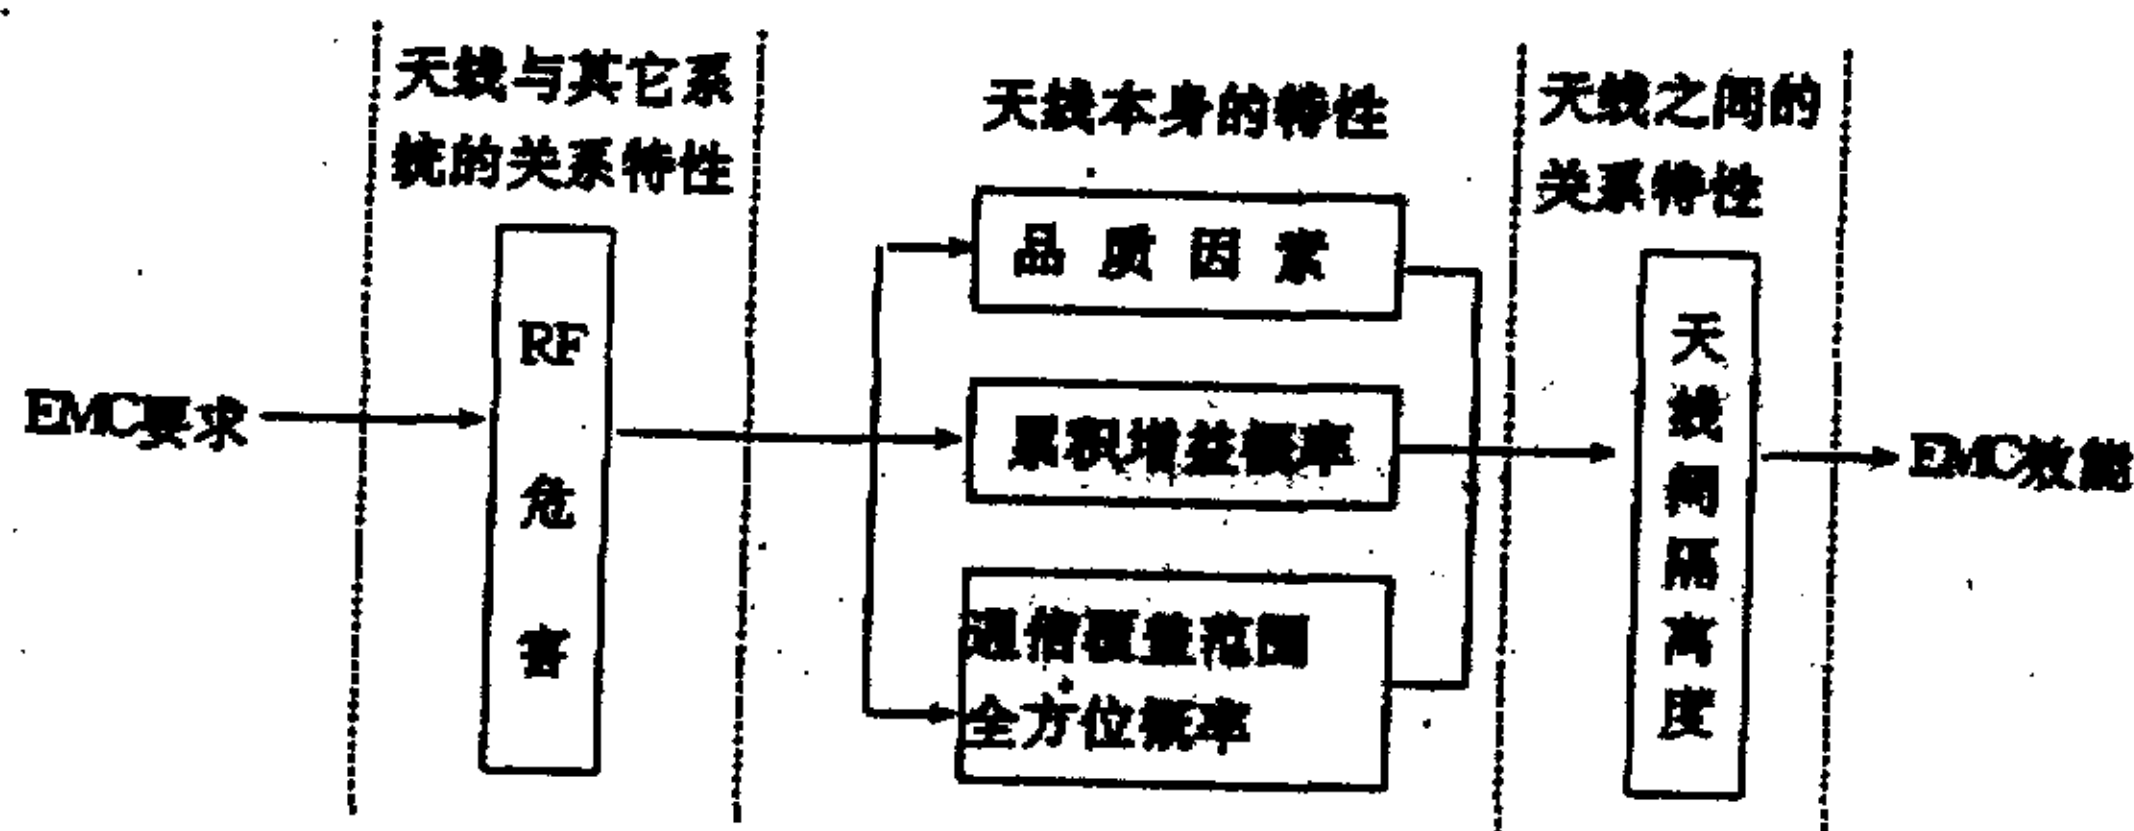 天线与其它系
统的关系特性
天线本身的特性
天线之间的
关系特性
EMC要求
RF
危
害
品质因素
累积增益概率
通信覆盖范围
全方位概率
天
线
间
隔
离
度
EMC效能